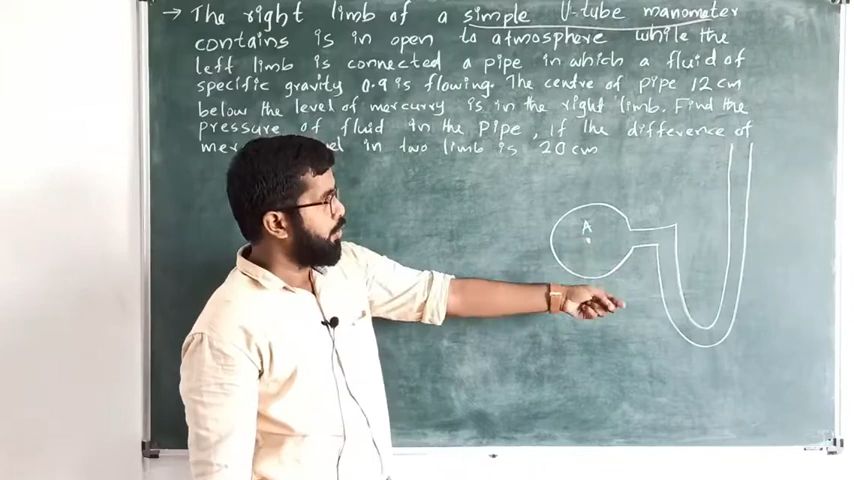 → The right limb of a simple U-tube manometer
contains is in open to atmosphere while the
left limb is connected a pipe in which a fluid of
specific gravity 0.9 is flowing. The centre of pipe 12 cm
below the level of mercurry is in the right limb. Find the
pressure of fluid in the pipe, if the difference of
in two limb is 20 cm
A